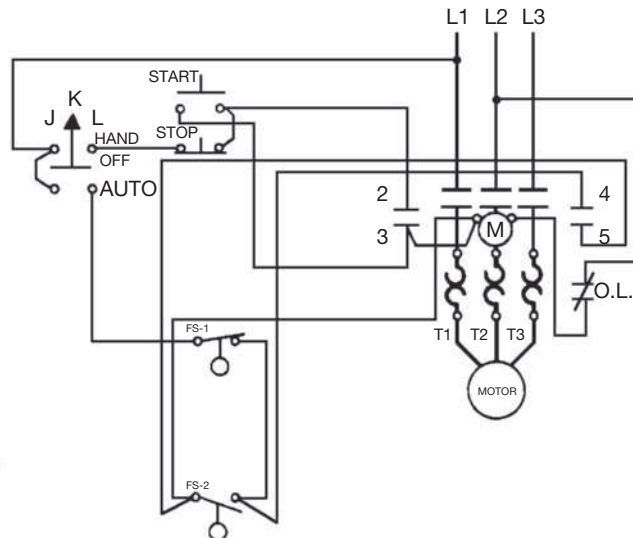 L1 L2 L3
START
K
J L
HAND
STOP
OFF
AUTO
2
4
M
3
5
O.L.
FS-1
T1 T2 T3
MOTOR
FS-2